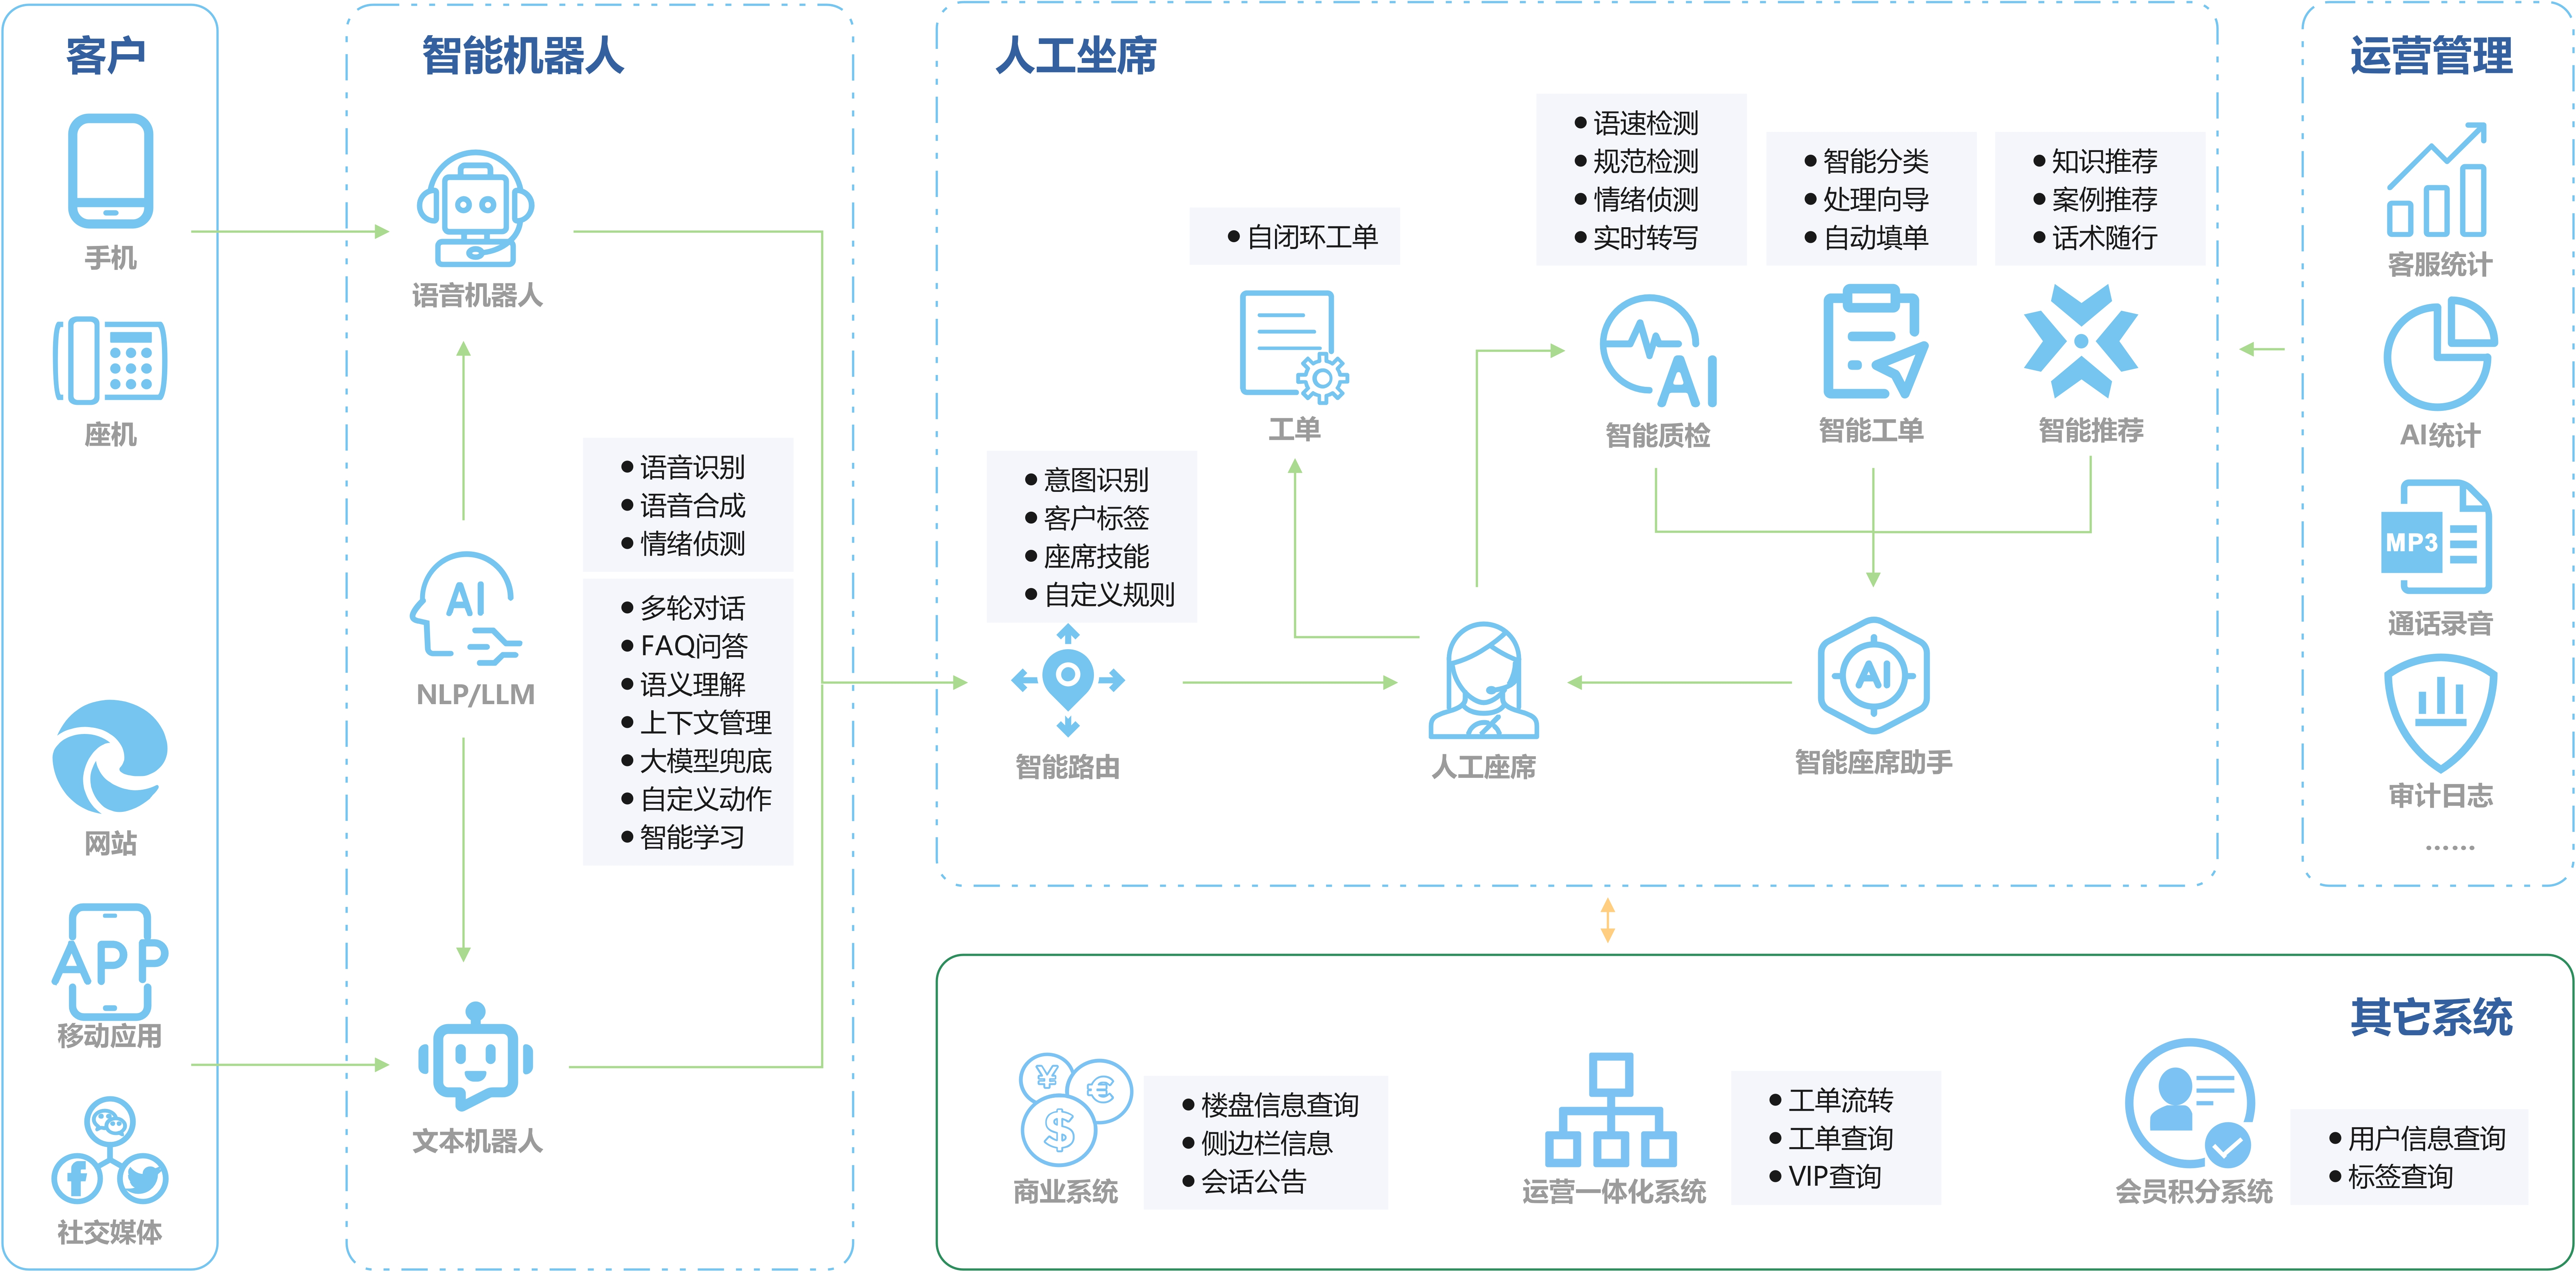 客户
手机
座机
网站
APP
移动应用
社交媒体
智能机器人
语音机器人
• 语音识别
• 语音合成
• 情绪侦测
AI
NLP/LLM
• 多轮对话
• FAQ问答
• 语义理解
• 上下文管理
• 大模型兜底
• 自定义动作
• 智能学习
文本机器人
人工坐席
• 意图识别
• 客户标签
• 座席技能
• 自定义规则
智能路由
• 自闭环工单
工单
人工座席
• 语速检测
• 规范检测
• 情绪侦测
• 实时转写
AI
智能质检
• 智能分类
• 处理向导
• 自动填单
智能工单
• 知识推荐
• 案例推荐
• 话术随行
智能推荐
AI
智能座席助手
运营管理
客服统计
AI统计
MP3
通话录音
审计日志
……
其它系统
¥
€
$
商业系统
• 楼盘信息查询
• 侧边栏信息
• 会话公告
运营一体化系统
• 工单流转
• 工单查询
• VIP查询
会员积分系统
• 用户信息查询
• 标签查询